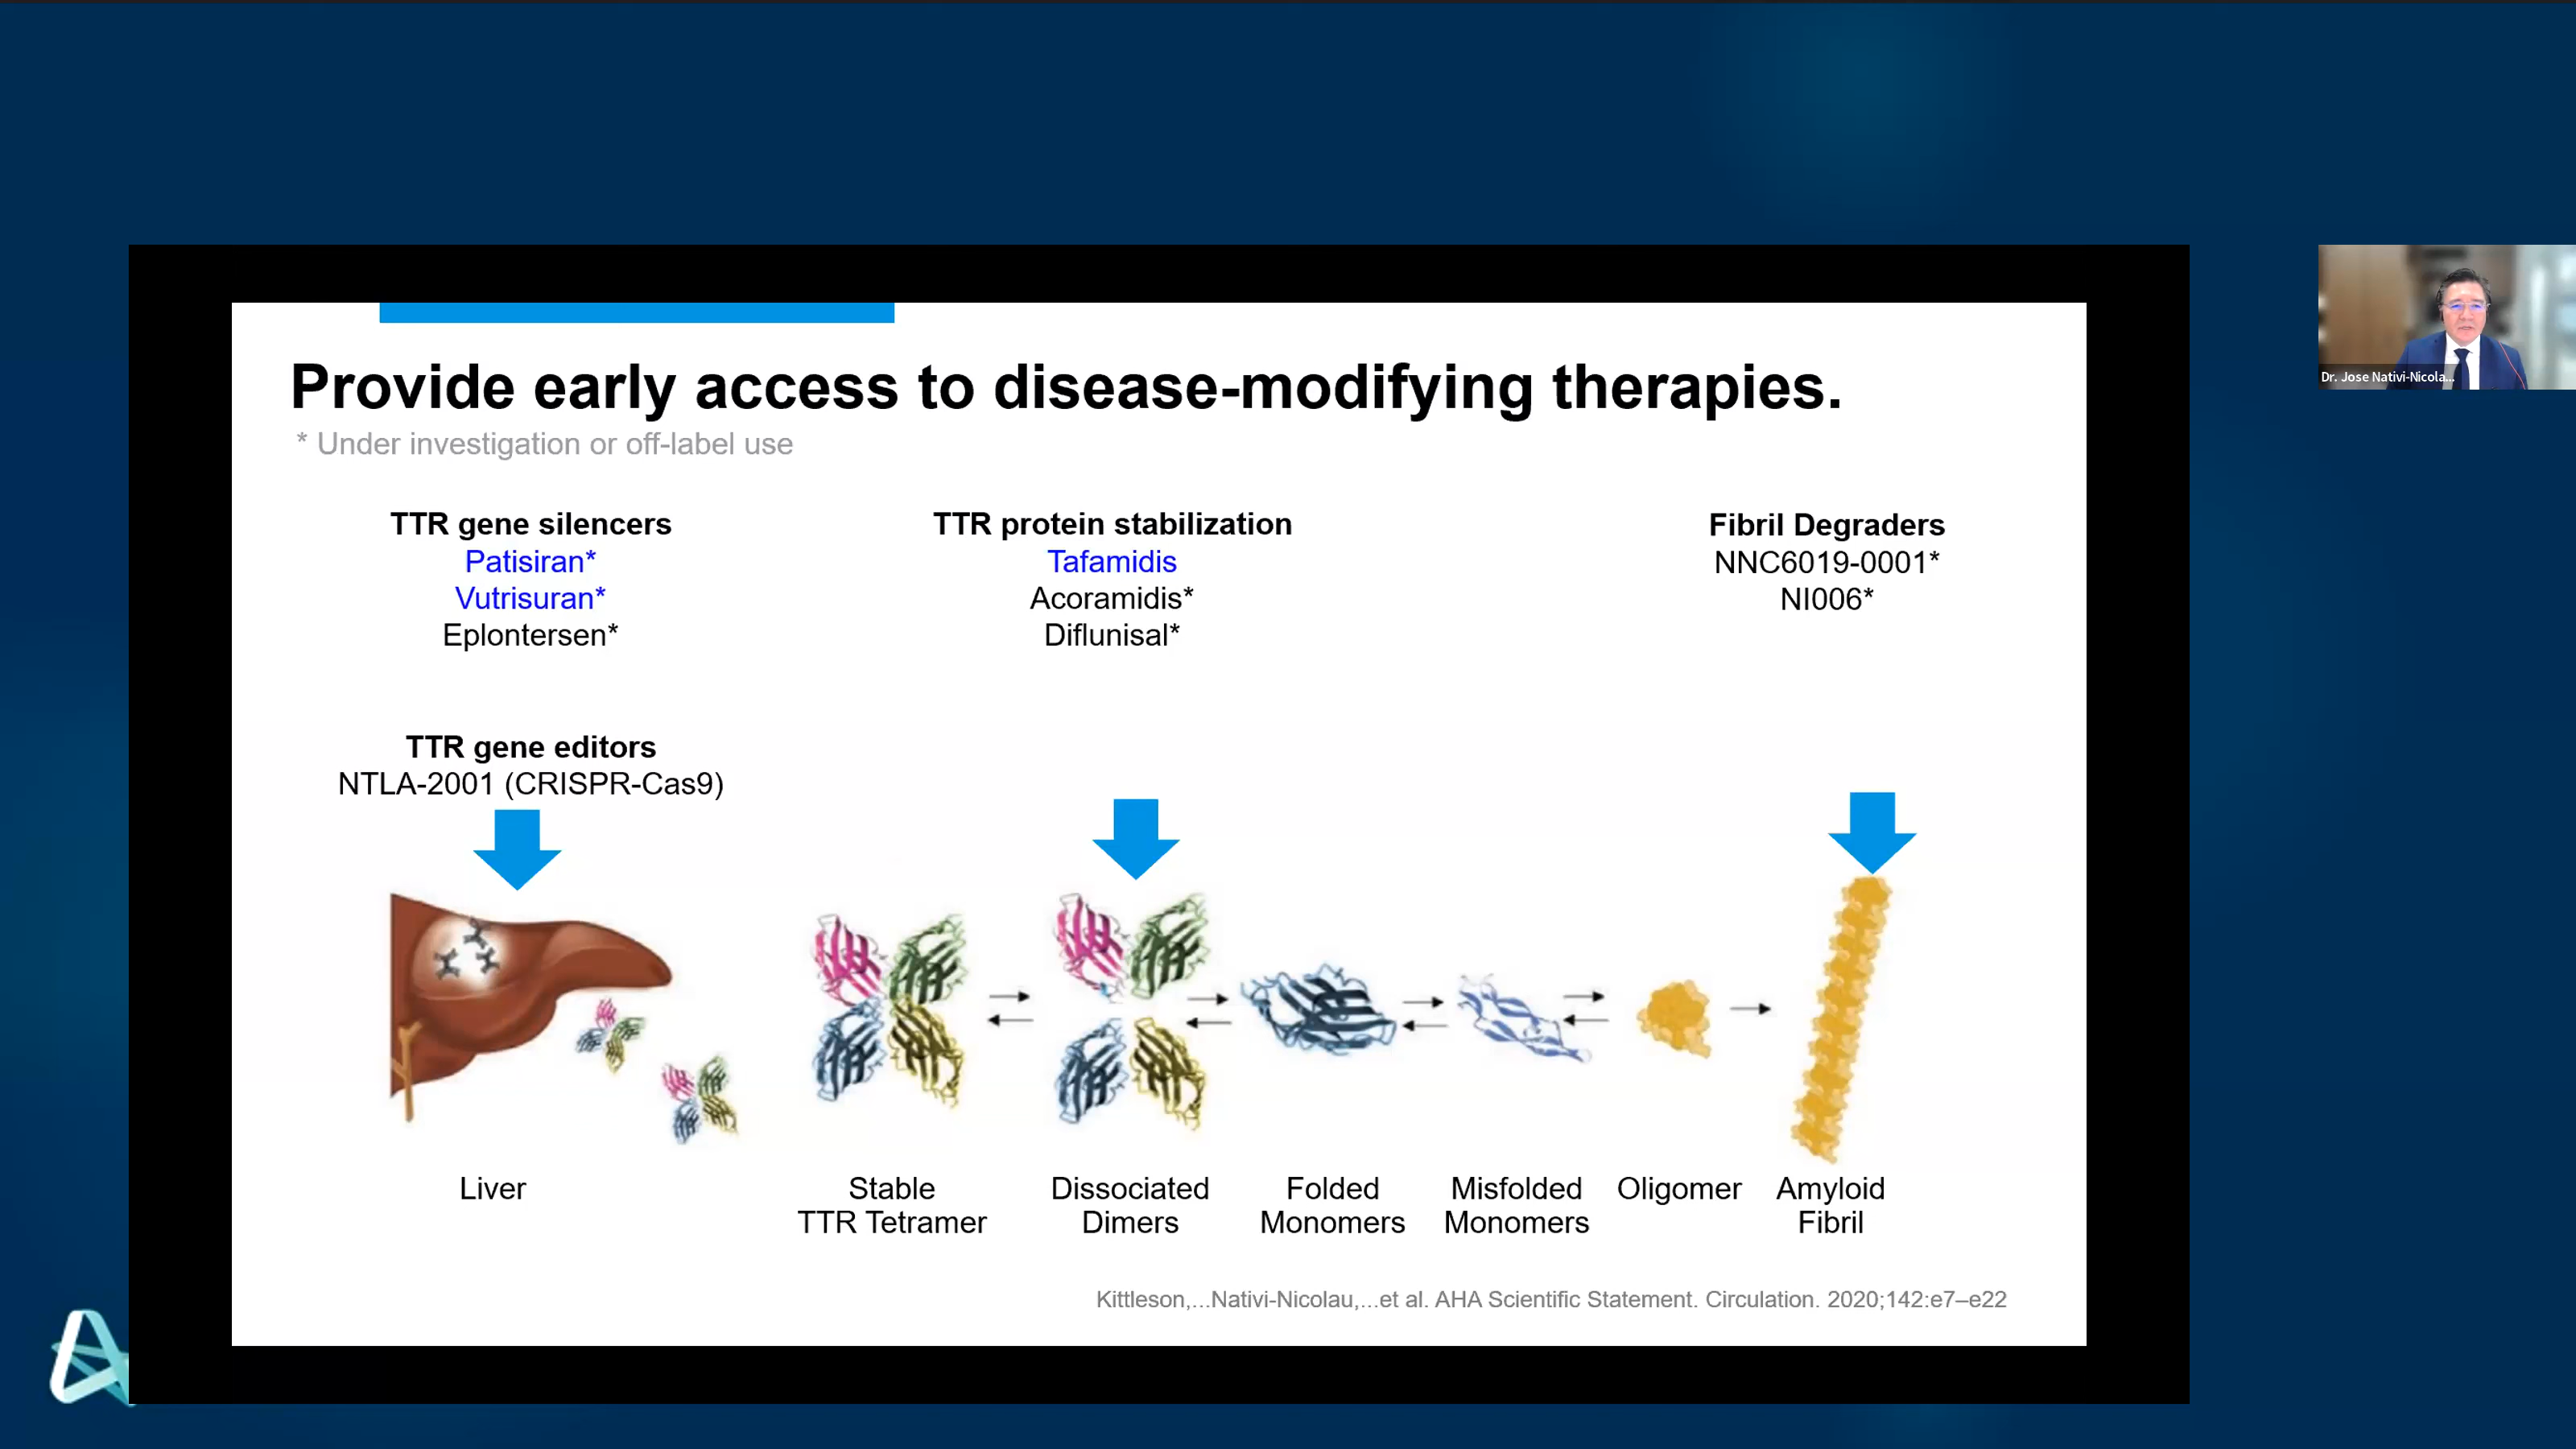 Provide early access to disease-modifying therapies.
* Under investigation or off-label use
TTR gene silencers
Patisiran*
Vutrisuran*
Eplontersen*
TTR protein stabilization
Tafamidis
Acoramidis*
Diflunisal*
Fibril Degraders
NNC6019-0001*
NI006*
TTR gene editors
NTLA-2001 (CRISPR-Cas9)
Liver
Stable
TTR Tetramer
Dissociated
Dimers
Folded
Monomers
Misfolded
Monomers
Oligomer
Amyloid
Fibril
Kittleson,...Nativi-Nicolau,...et al. AHA Scientific Statement. Circulation. 2020;142:e7–e22
Dr. Jose Nativi-Nicola...